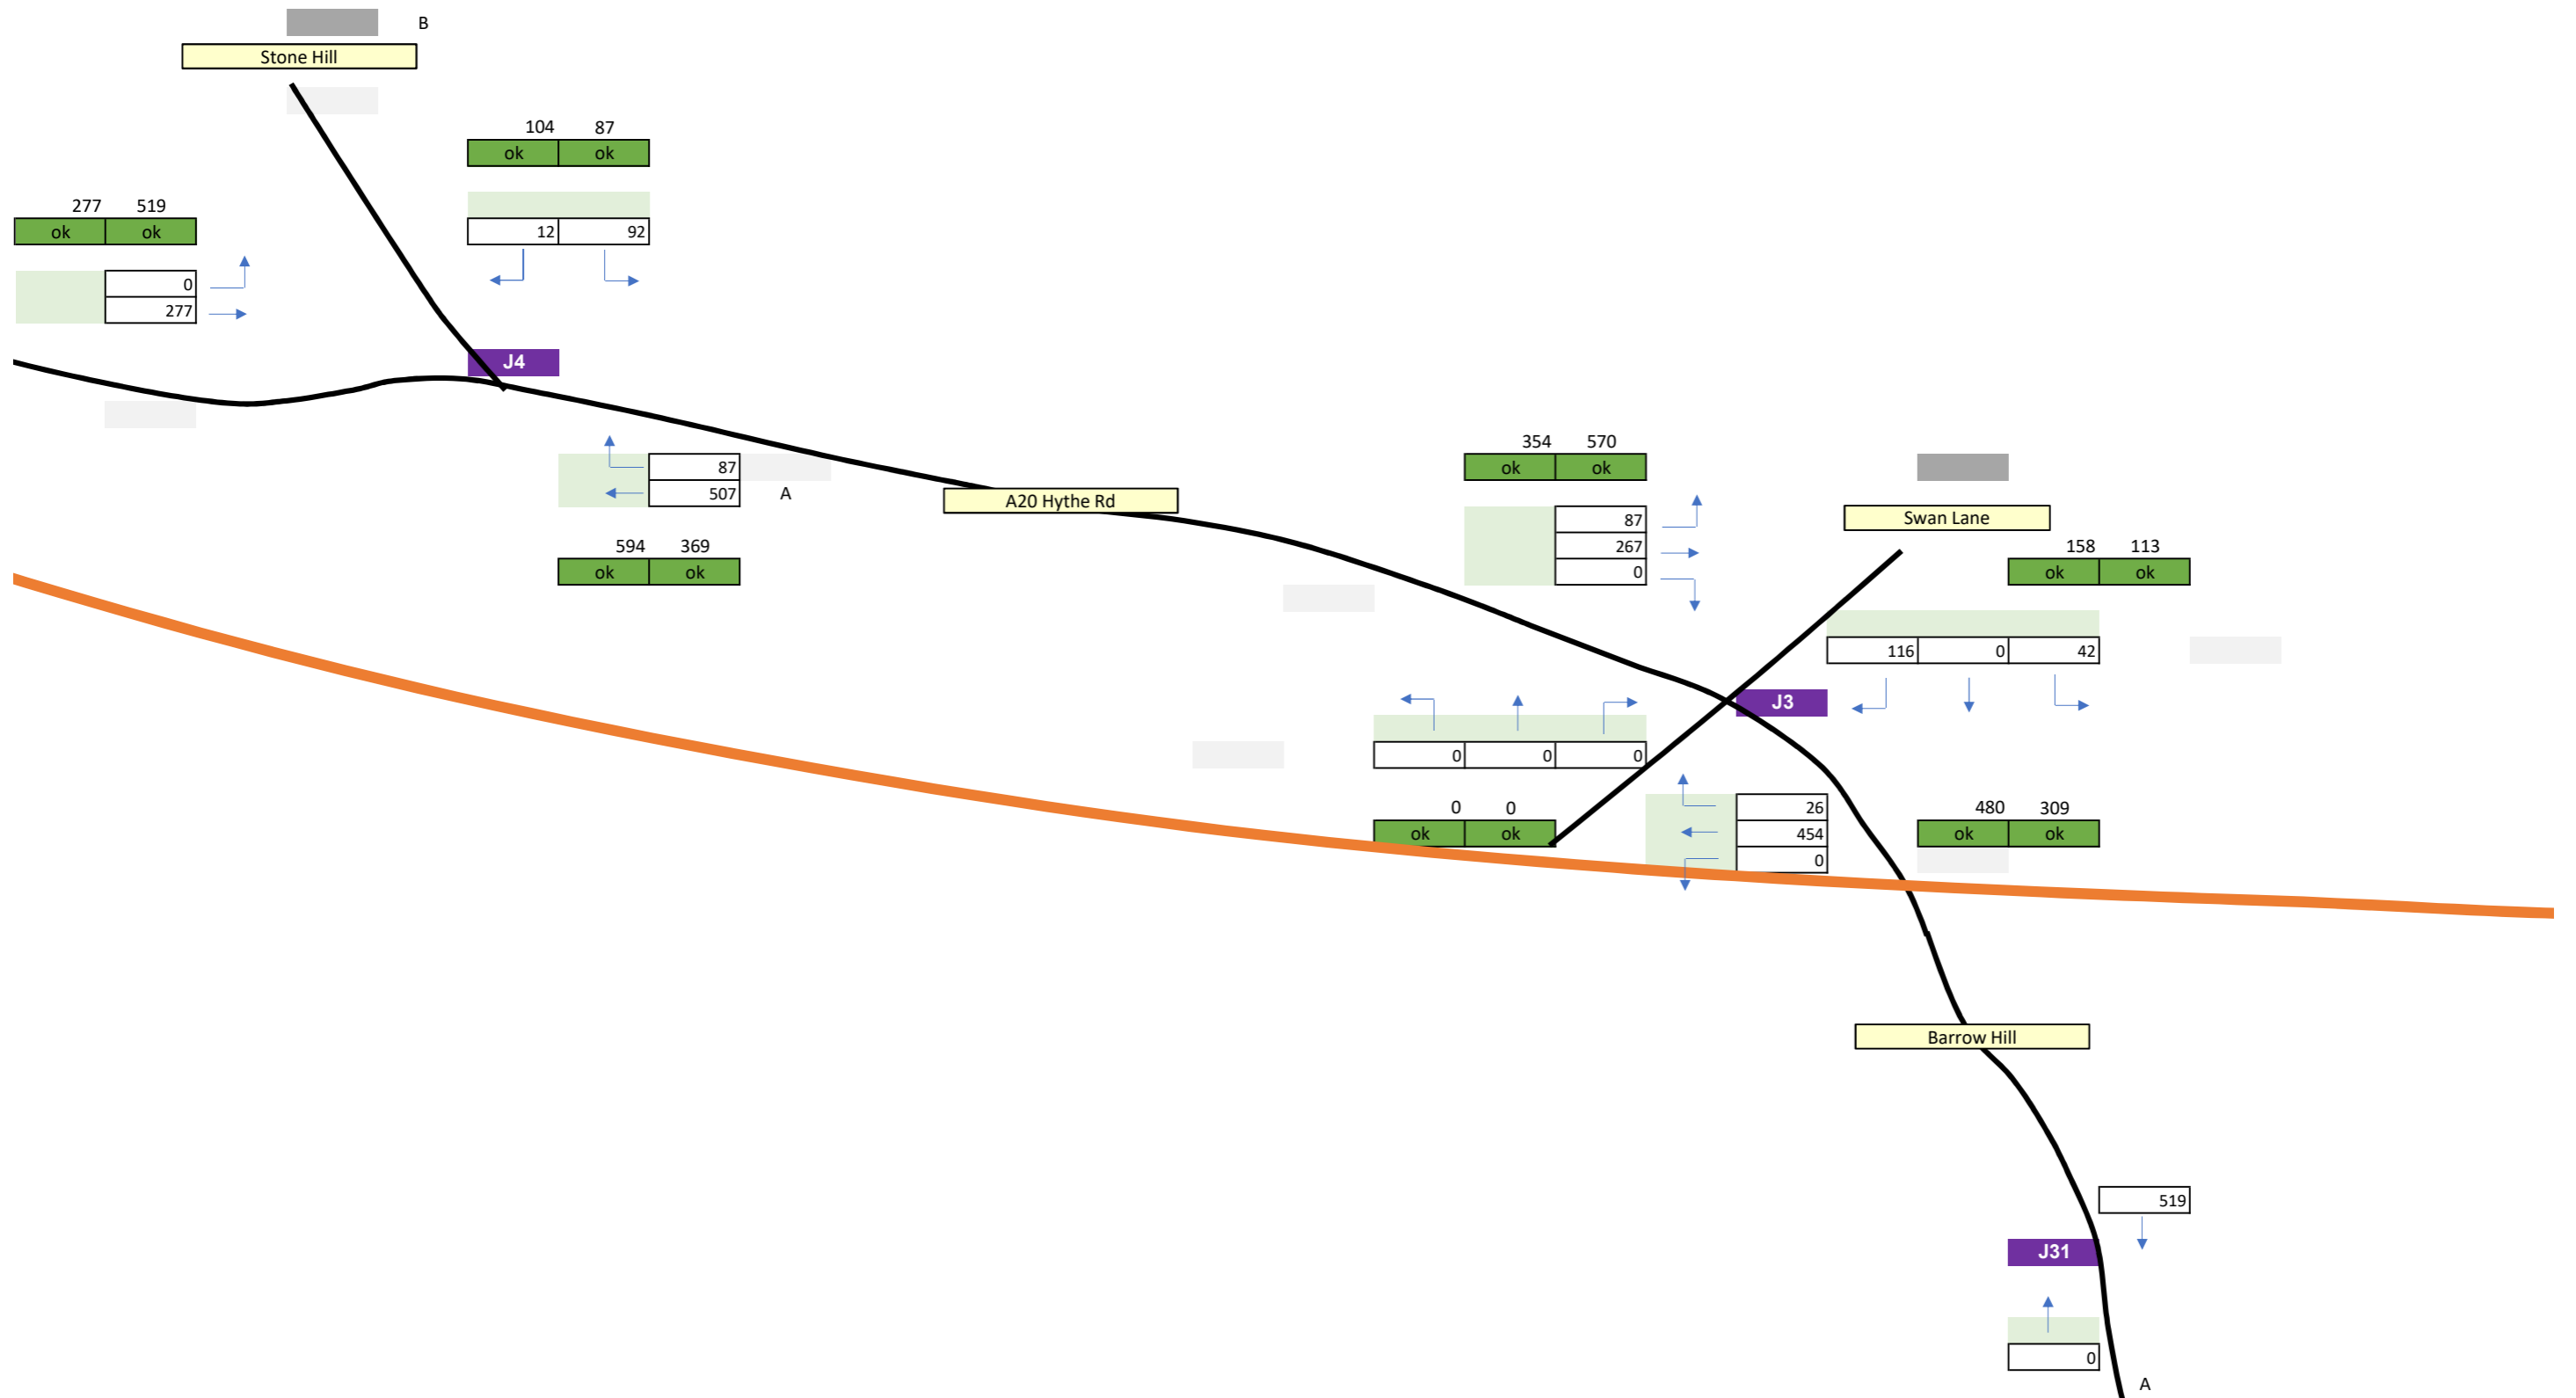 B
Stone Hill
104 87
ok ok
277 519
ok ok
12 92
0
277
J4
87
507 A
594 369
ok ok
A20 Hythe Rd
354 570
ok ok
87
267
0
Swan Lane
158 113
ok ok
116 0 42
J3
0 0 0
0 0
ok ok
26
454
0
480 309
ok ok
Barrow Hill
519
J31
0
A